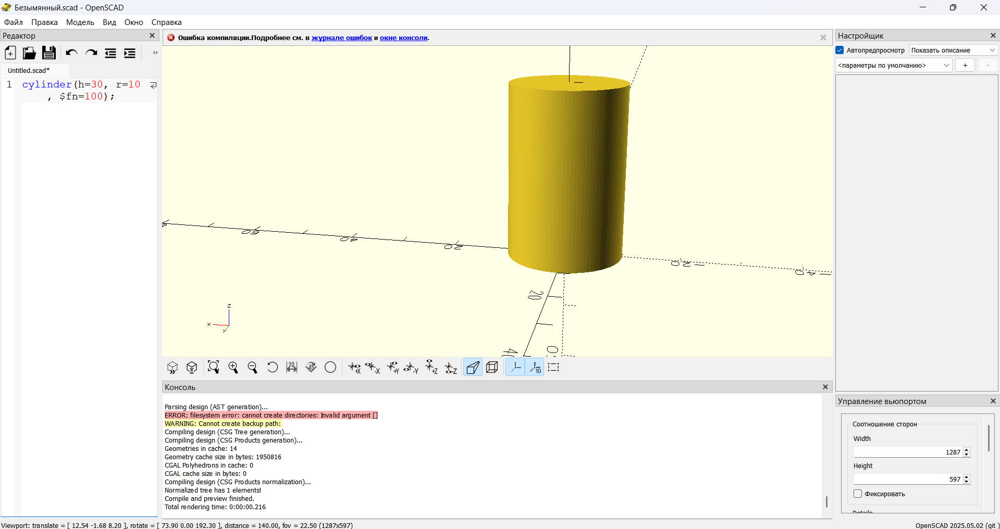 Безымянный.scad - OpenSCAD
Файл Правка Модель Вид Окно Справка
Редактор
Untitled.scad*
1 cylinder(h=30, r=10
, $fn=100);
Ошибка компиляции.Подробнее см. в журнале ошибок и окне консоли.
20
40
20
20
40
z
x
y
Консоль
Parsing design (AST generation)...
ERROR: filesystem error: cannot create directories: Invalid argument []
WARNING: Cannot create backup path:
Compiling design (CSG Tree generation)...
Compiling design (CSG Products generation)...
Geometries in cache: 14
Geometry cache size in bytes: 1950816
CGAL Polyhedrons in cache: 0
CGAL cache size in bytes: 0
Compiling design (CSG Products normalization)...
Normalized tree has 1 elements!
Compile and preview finished.
Total rendering time: 0:00:00.216
Настройщик
Автопредпросмотр Показать описание
<параметры по умолчанию> + -
Управление вьюпортом
Соотношение сторон
Width
1287
Height
597
Фиксировать
Details
Viewport: translate = [ 12.54 -1.68 8.20 ], rotate = [ 73.90 0.00 192.30 ], distance = 140.00, fov = 22.50 (1287x597)
OpenSCAD 2025.05.02 (git )